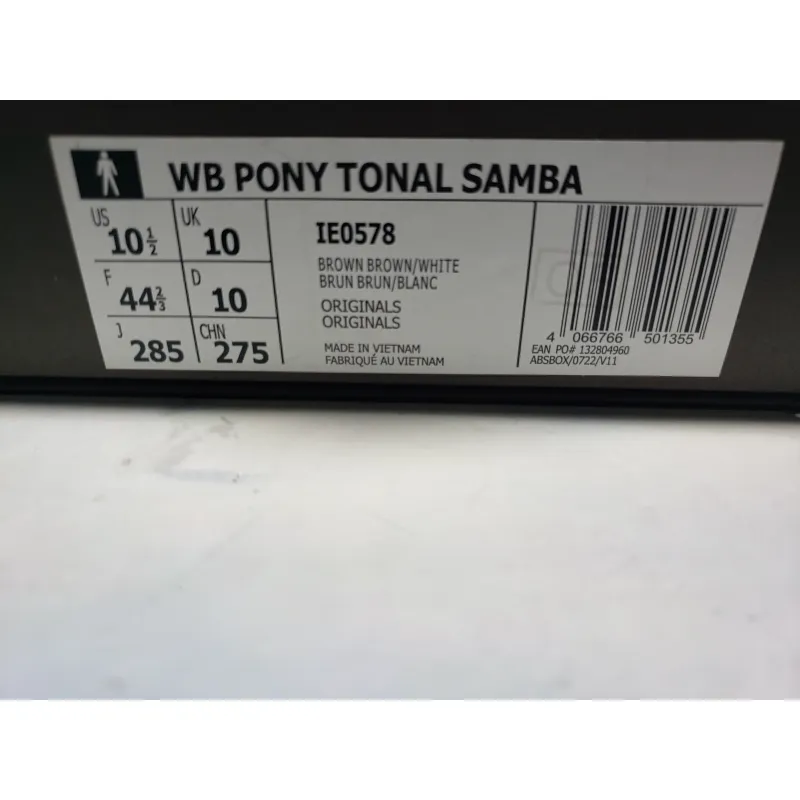 WB PONY TONAL SAMBA
US 10½ UK 10
F 44⅔ D 10
J 285 CHN 275
IE0578
BROWN BROWN/WHITE
BRUN BRUN/BLANC
ORIGINALS
ORIGINALS
MADE IN VIETNAM
FABRIQUÉ AU VIETNAM
4 066766 501355
EAN PO# 132804960
ABSBOX/0722/V11